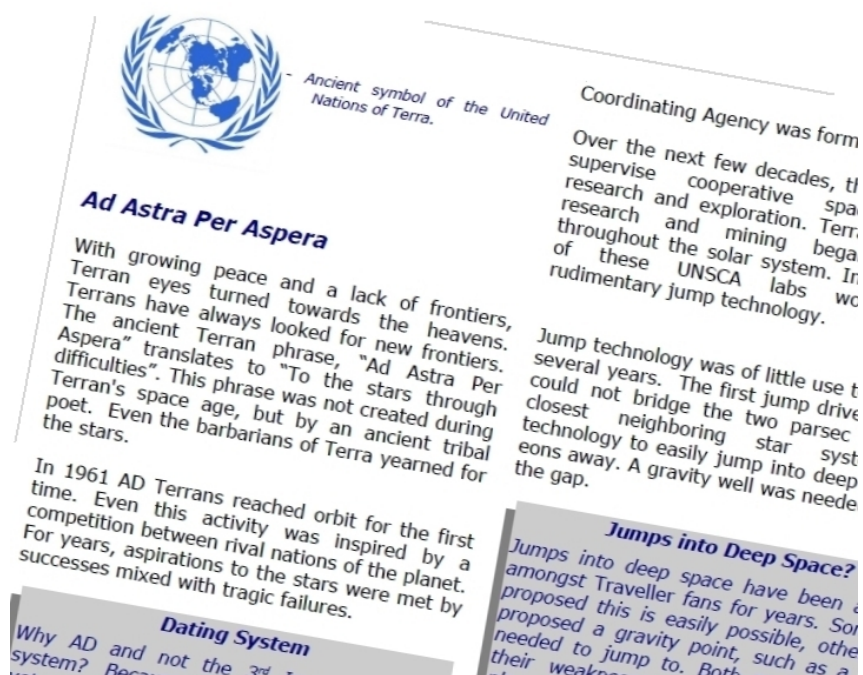 - Ancient symbol of the United
Nations of Terra.
Ad Astra Per Aspera
With growing peace and a lack of frontiers,
Terran eyes turned towards the heavens.
Terrans have always looked for new frontiers.
The ancient Terran phrase, “Ad Astra Per
Aspera” translates to “To the stars through
difficulties”. This phrase was not created during
Terran's space age, but by an ancient tribal
poet. Even the barbarians of Terra yearned for
the stars.
In 1961 AD Terrans reached orbit for the first
time. Even this activity was inspired by a
competition between rival nations of the planet.
For years, aspirations to the stars were met by
successes mixed with tragic failures.
Dating System
Why AD and not the 3rd
system?
Coordinating Agency was form
Over the next few decades, th
supervise cooperative spa
research and exploration. Terra
research and mining bega
throughout the solar system. In
of these UNSCA labs wo
rudimentary jump technology.
Jump technology was of little use t
several years. The first jump drive
could not bridge the two parsec
closest neighboring star syst
technology to easily jump into deep
eons away. A gravity well was neede
the gap.
Jumps into Deep Space?
Jumps into deep space have been a
amongst Traveller fans for years. Som
proposed this is easily possible, othe
proposed a gravity point, such as a
needed to jump to. Both
their